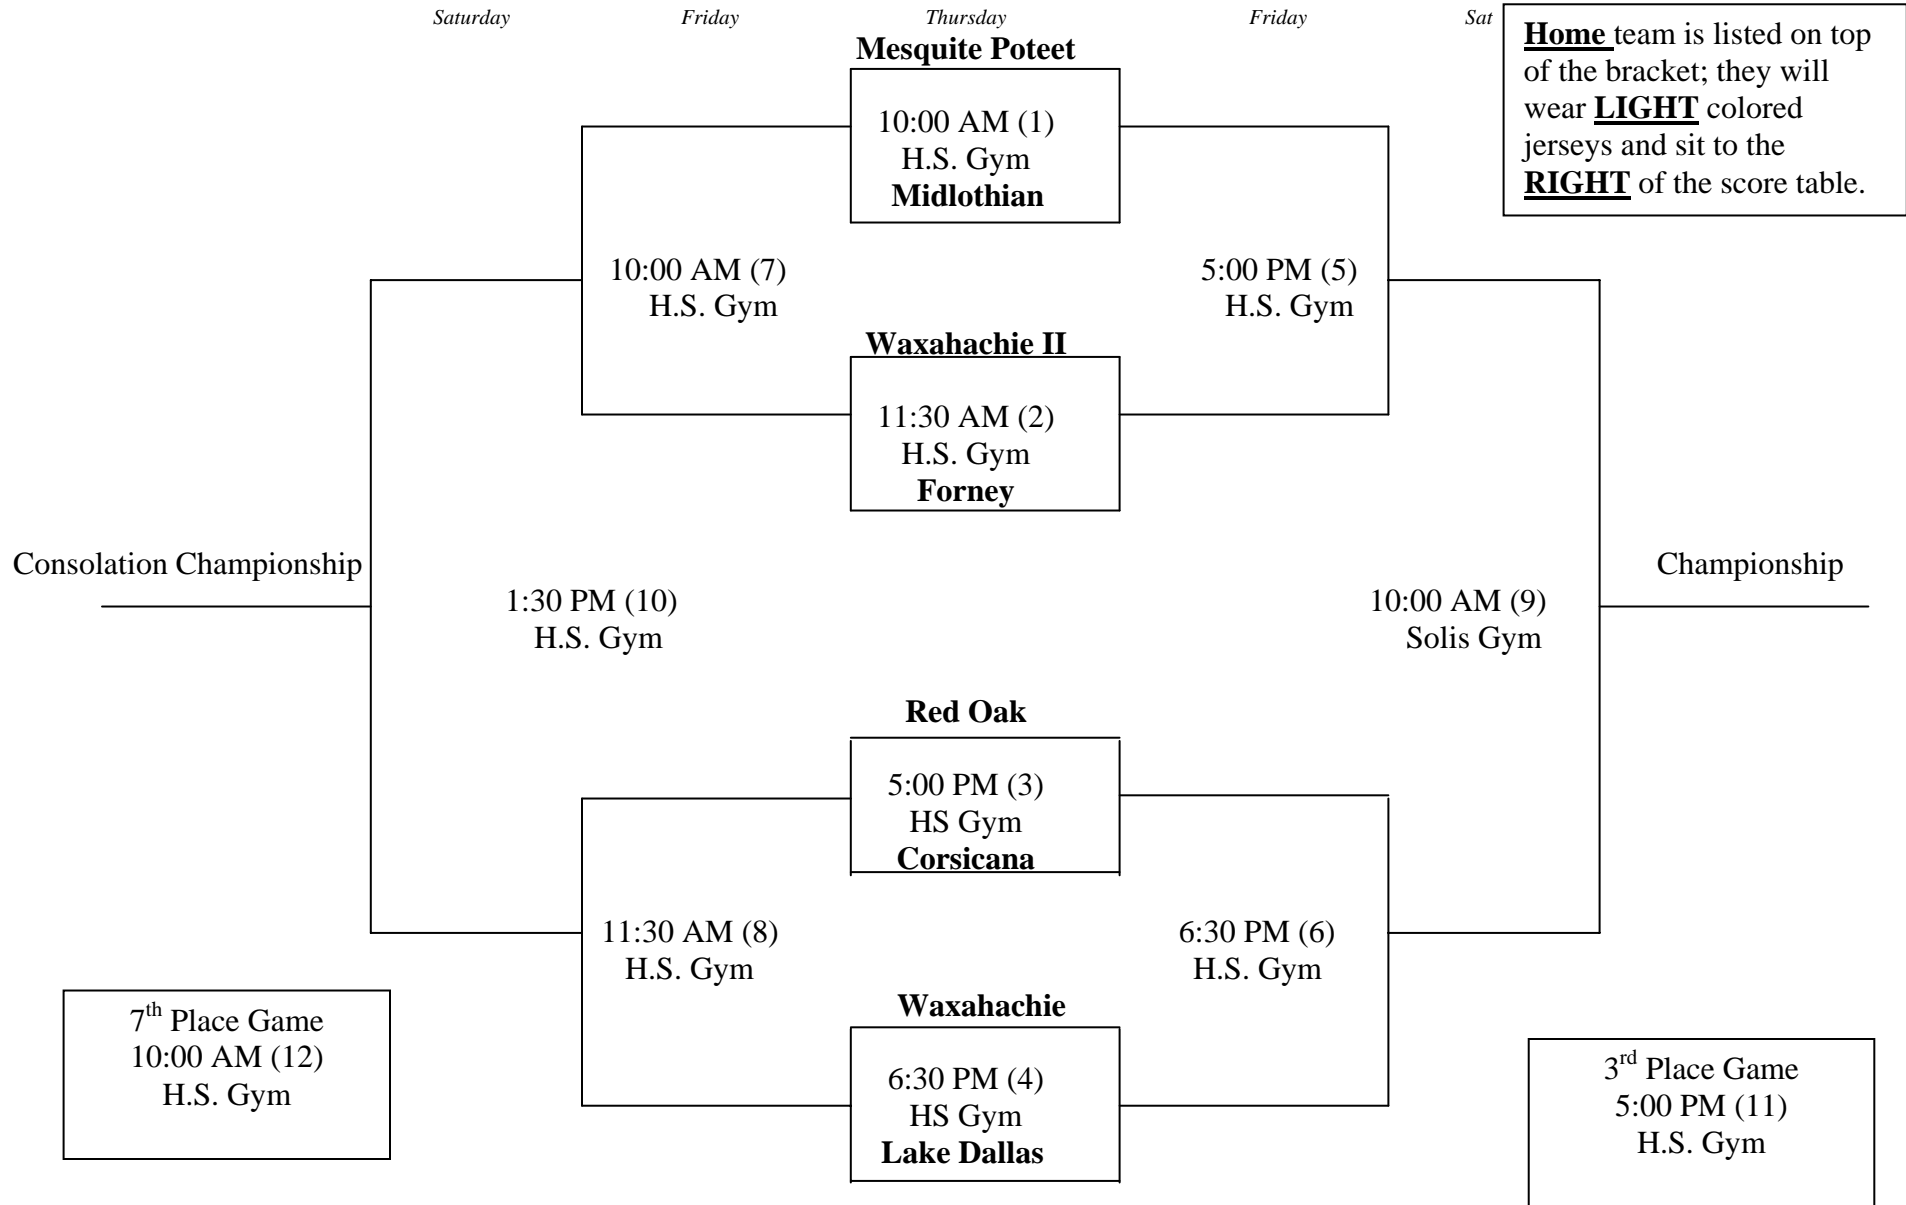 Saturday Friday Thursday Friday Sat
Home team is listed on top
of the bracket; they will
wear LIGHT colored
jerseys and sit to the
RIGHT of the score table.
Mesquite Poteet
10:00 AM (1)
H.S. Gym
Midlothian
10:00 AM (7)
H.S. Gym
5:00 PM (5)
H.S. Gym
Waxahachie II
11:30 AM (2)
H.S. Gym
Forney
Consolation Championship
1:30 PM (10)
H.S. Gym
10:00 AM (9)
Solis Gym
Championship
Red Oak
5:00 PM (3)
HS Gym
Corsicana
11:30 AM (8)
H.S. Gym
6:30 PM (6)
H.S. Gym
Waxahachie
6:30 PM (4)
HS Gym
Lake Dallas
7th Place Game
10:00 AM (12)
H.S. Gym
3rd Place Game
5:00 PM (11)
H.S. Gym